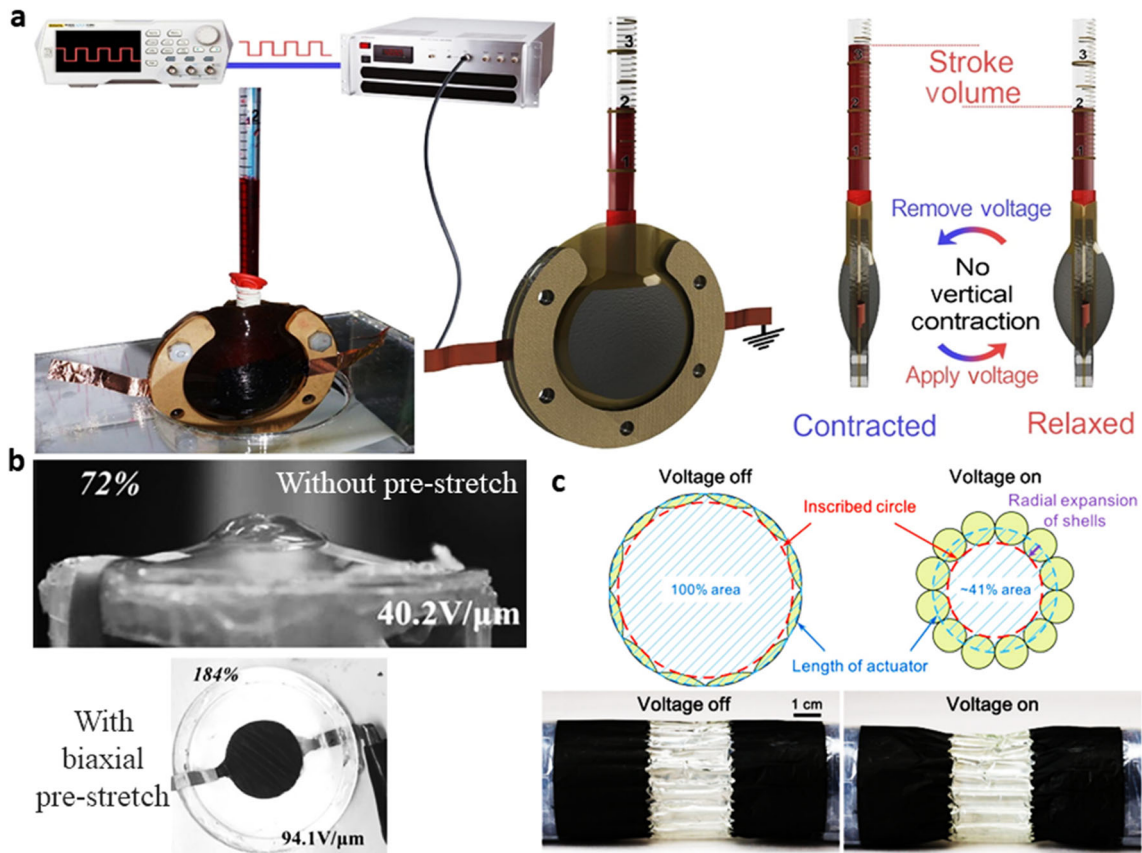 a
3
2
1
3
2
1
3
2
1
Stroke
volume
Remove voltage
No
vertical
contraction
Apply voltage
Contracted
Relaxed
b
72%
Without pre-stretch
40.2V/μm
184%
With
biaxial
pre-stretch
94.1V/μm
c
Voltage off
Voltage on
Inscribed circle
Radial expansion
of shells
100% area
~41% area
Length of actuator
Voltage off
1 cm
Voltage on